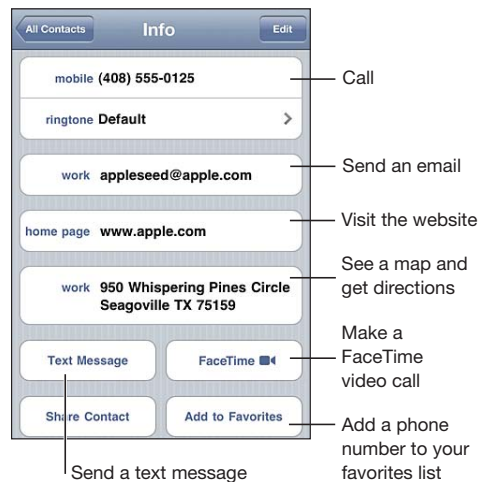 All Contacts Info Edit
mobile (408) 555-0125
Call
ringtone Default
work appleseed@apple.com
Send an email
home page www.apple.com
Visit the website
work 950 Whispering Pines Circle
Seagoville TX 75159
See a map and
get directions
Text Message FaceTime
Make a
FaceTime
video call
Share Contact Add to Favorites
Add a phone
number to your
favorites list
Send a text message